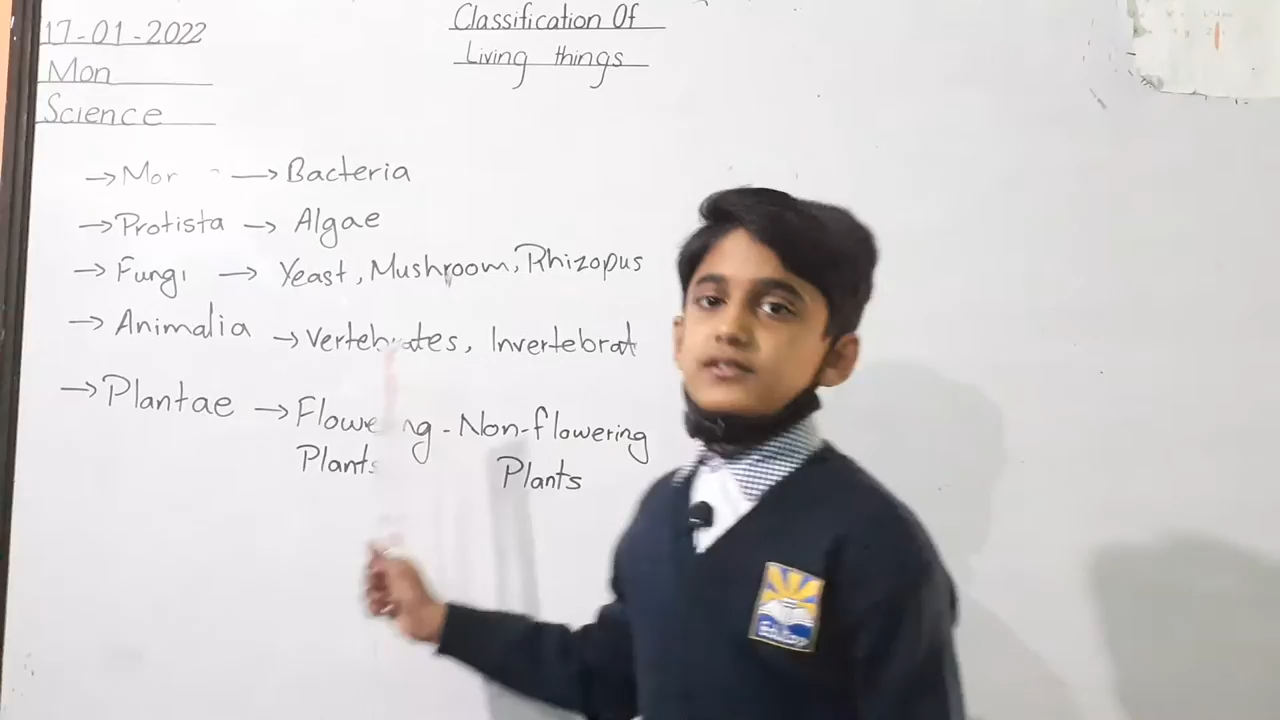 17-01-2022
Mon
Science
Classification Of
Living things
→Mor → Bacteria
→Protista → Algae
→ Fungi → Yeast, Mushroom, Rhizopus
→ Animalia → Vertebrates, Invertebrat
→Plantae → Flowe ng - Non-flowering
Plants Plants